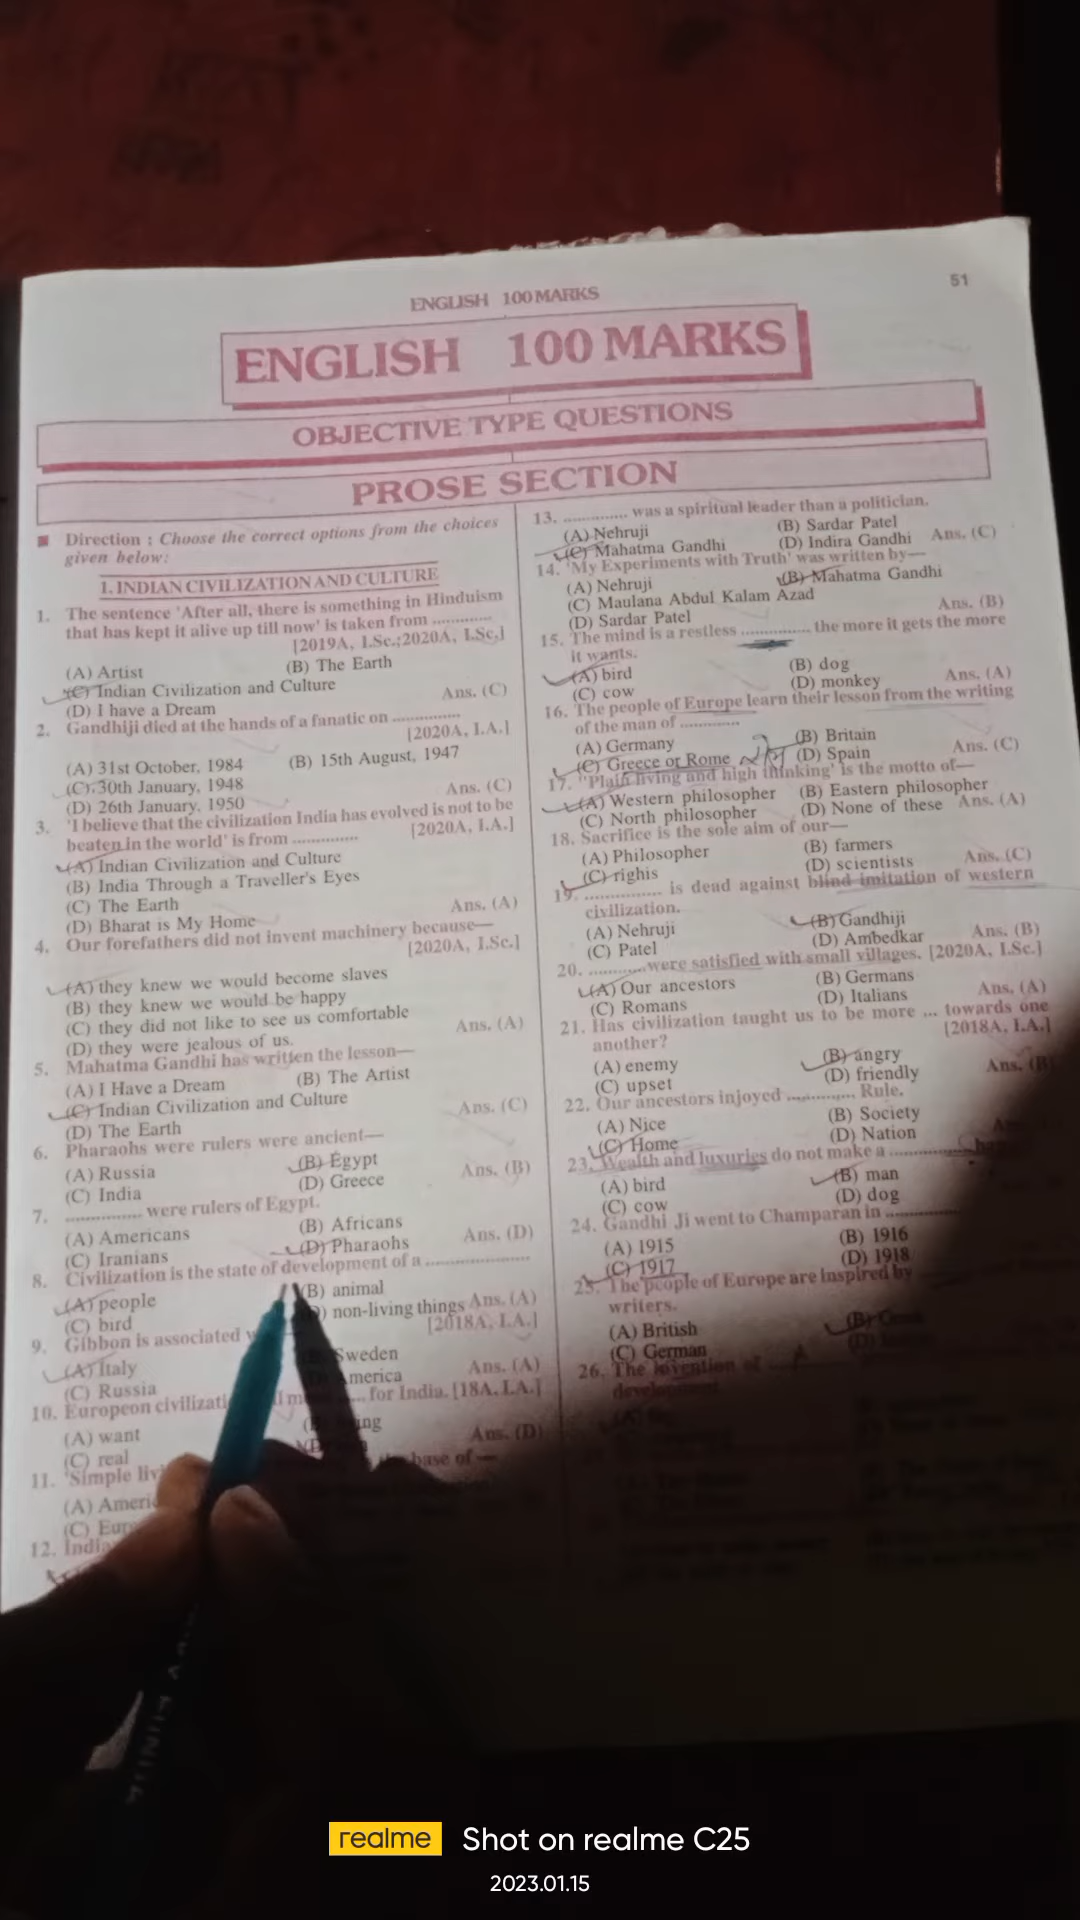 51
ENGLISH 100 MARKS
ENGLISH 100 MARKS
OBJECTIVE TYPE QUESTIONS
PROSE SECTION
■ Direction : Choose the correct options from the choices
given below:
1. INDIAN CIVILIZATION AND CULTURE
1. The sentence 'After all, there is something in Hinduism
that has kept it alive up till now' is taken from .............
[2019A, I.Sc.;2020A, I.Sc.]
(A) Artist (B) The Earth
(C) Indian Civilization and Culture Ans. (C)
(D) I have a Dream
2. Gandhiji died at the hands of a fanatic on ..............
[2020A, I.A.]
(A) 31st October, 1984 (B) 15th August, 1947
(C) 30th January, 1948 Ans. (C)
(D) 26th January, 1950
3. 'I believe that the civilization India has evolved is not to be
beaten in the world' is from .............. [2020A, I.A.]
(A) Indian Civilization and Culture
(B) India Through a Traveller's Eyes
(C) The Earth Ans. (A)
(D) Bharat is My Home
4. Our forefathers did not invent machinery because—
[2020A, I.Sc.]
(A) they knew we would become slaves
(B) they knew we would be happy
(C) they did not like to see us comfortable
(D) they were jealous of us. Ans. (A)
5. Mahatma Gandhi has written the lesson—
(A) I Have a Dream (B) The Artist
(C) Indian Civilization and Culture
(D) The Earth Ans. (C)
6. Pharaohs were rulers were ancient—
(A) Russia (B) Egypt
(C) India (D) Greece Ans. (B)
7. .............. were rulers of Egypt.
(A) Americans (B) Africans
(C) Iranians (D) Pharaohs Ans. (D)
8. Civilization is the state of development of a ..................
(A) people (B) animal
(C) bird non-living things Ans. (A)
[2018A, I.A.]
9. Gibbon is associated
(A) Italy Sweden
(C) Russia America Ans. (A)
10. Europeon for India. [18A, I.A.]
(A) want
(C) real Ans. (D)
11. 'Simple base of —
(A)
(C)
12.
13. .............. was a spiritual leader than a politician.
(A) Nehruji (B) Sardar Patel
(C) Mahatma Gandhi (D) Indira Gandhi Ans. (C)
14. 'My Experiments with Truth' was written by—
(A) Nehruji (B) Mahatma Gandhi
(C) Maulana Abdul Kalam Azad
(D) Sardar Patel Ans. (B)
15. The mind is a restless .............. the more it gets the more
it wants.
(A) bird (B) dog
(C) cow (D) monkey Ans. (A)
16. The people of Europe learn their lesson from the writing
of the man of .............
(A) Germany (B) Britain
(C) Greece or Rome (D) Spain Ans. (C)
17. "Plain living and high thinking' is the motto of—
(A) Western philosopher (B) Eastern philosopher
(C) North philosopher (D) None of these Ans. (A)
18. Sacrifice is the sole aim of our—
(A) Philosopher (B) farmers
(C) righis (D) scientists Ans. (C)
19. .............. is dead against blind imitation of western
civilization.
(A) Nehruji (B) Gandhiji
(C) Patel (D) Ambedkar Ans. (B)
20. ............ were satisfied with small villages. [2020A, I.Sc.]
(A) Our ancestors (B) Germans
(C) Romans (D) Italians Ans. (A)
21. Has civilization taught us to be more ... towards one
another? [2018A, I.A.]
(A) enemy (B) angry
(C) upset (D) friendly Ans. (B)
22. Our ancestors injoyed .............. Rule.
(A) Nice (B) Society
(C) Home (D) Nation
23. Wealth and luxuries do not make a ..................
(A) bird (B) man
(C) cow (D) dog
24. Gandhi Ji went to Champaran in ..............
(A) 1915 (B) 1916
(C) 1917 (D) 1918
25. The people of Europe are inspired by
writers.
(A) British (B)
(C) German (D)
26. The invention of
development
realme Shot on realme C25
2023.01.15